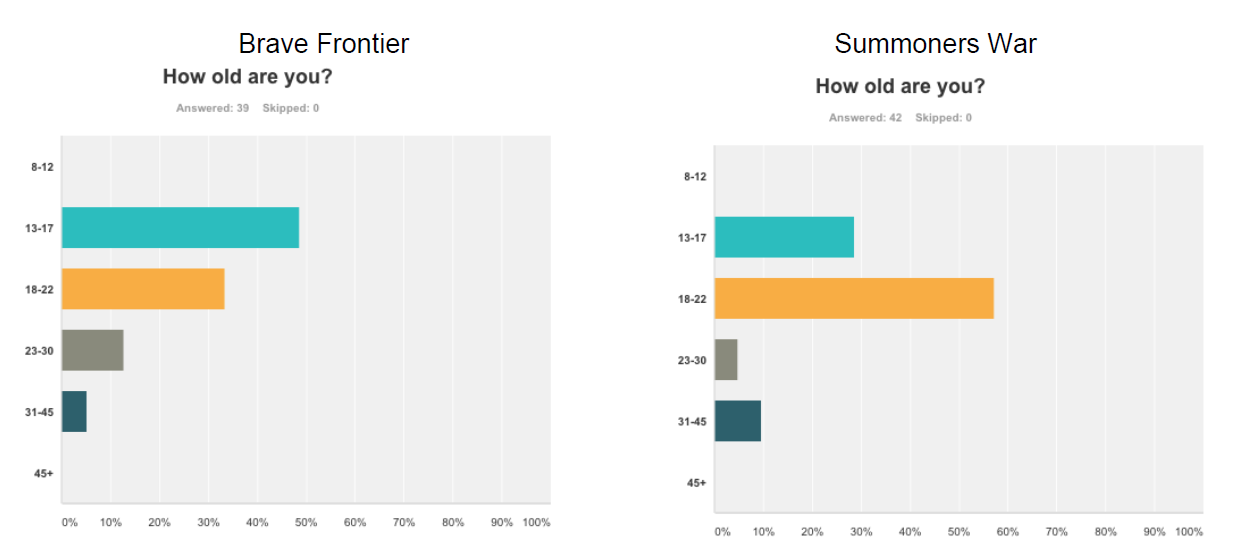 Brave Frontier
How old are you?
Answered: 39 Skipped: 0
8-12
13-17
18-22
23-30
31-45
45+
0% 10% 20% 30% 40% 50% 60% 70% 80% 90% 100%
Summoners War
How old are you?
Answered: 42 Skipped: 0
8-12
13-17
18-22
23-30
31-45
45+
0% 10% 20% 30% 40% 50% 60% 70% 80% 90% 100%